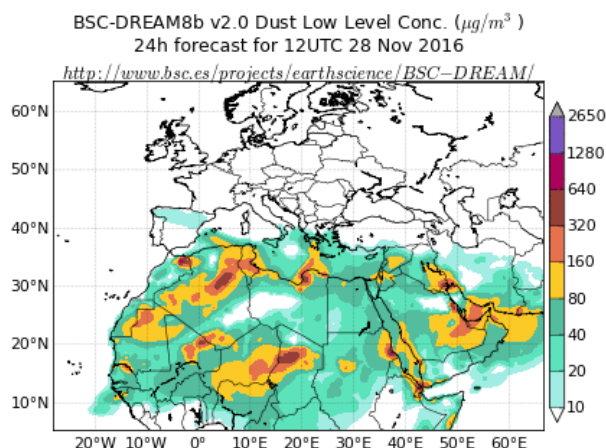 BSC-DREAM8b v2.0 Dust Low Level Conc. (μg/m³ )
24h forecast for 12UTC 28 Nov 2016
http://www.bsc.es/projects/earthscience/BSC−DREAM/
60°N
50°N
40°N
30°N
20°N
10°N
20°W 10°W 0° 10°E 20°E 30°E 40°E 50°E 60°E
2650
1280
640
320
160
80
40
20
10